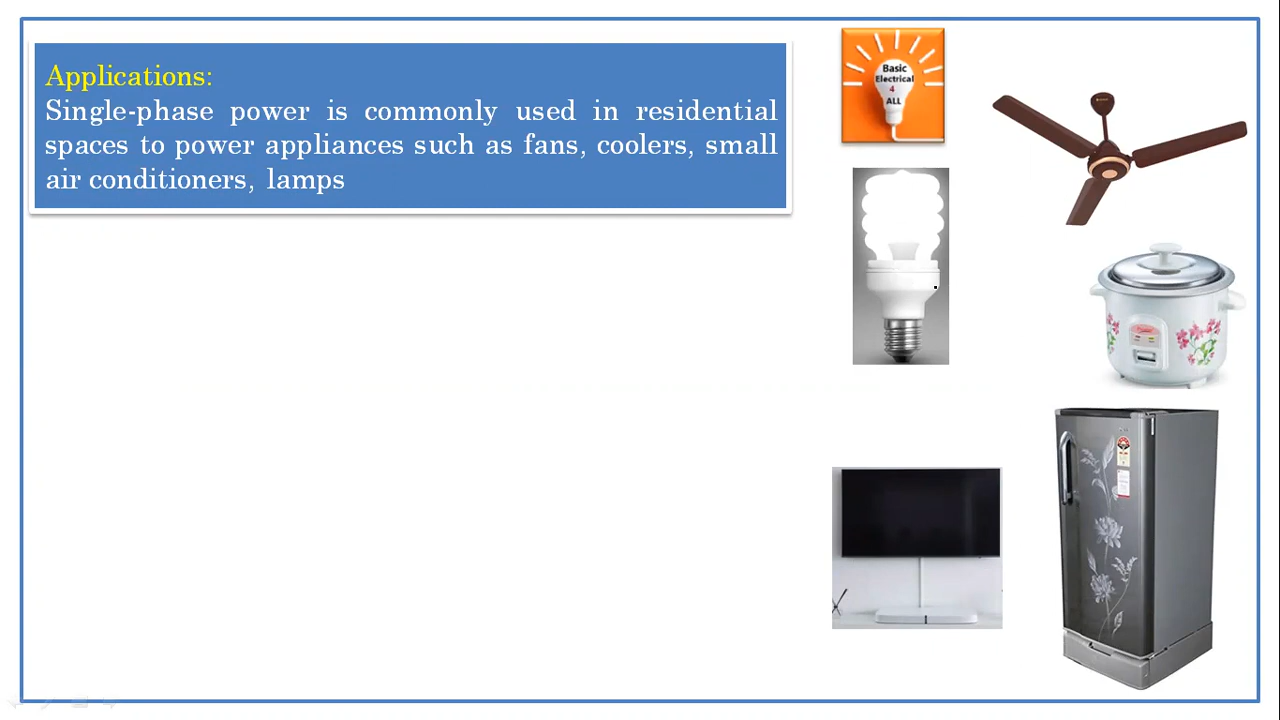 Applications:
Single-phase power is commonly used in residential
spaces to power appliances such as fans, coolers, small
air conditioners, lamps
Basic
Electrical
4
ALL